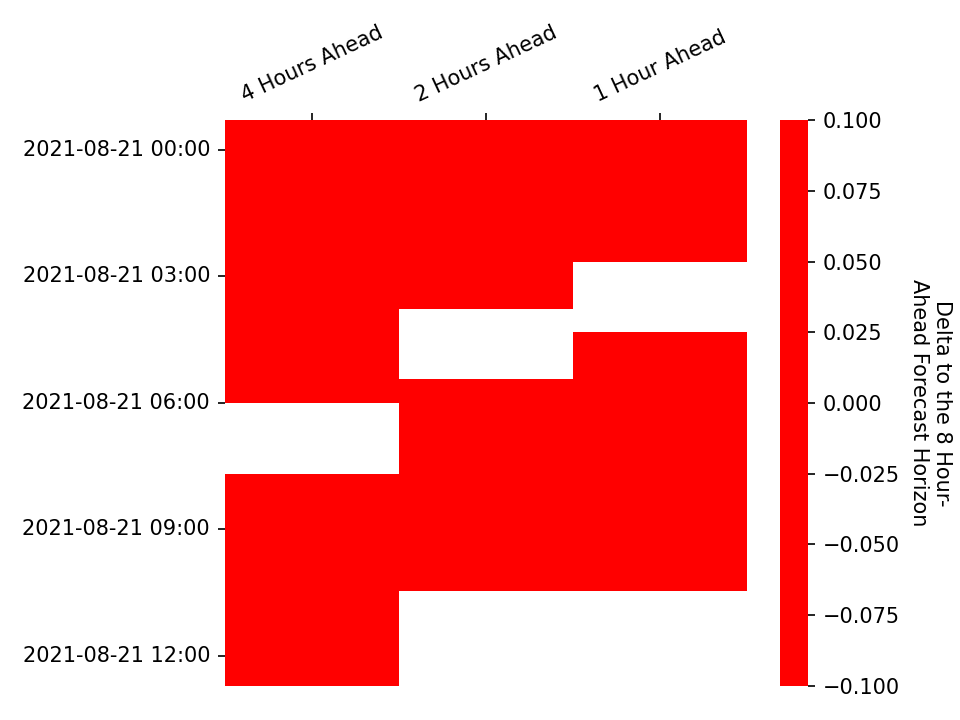 4 Hours Ahead
2 Hours Ahead
1 Hour Ahead
2021-08-21 00:00
2021-08-21 03:00
2021-08-21 06:00
2021-08-21 09:00
2021-08-21 12:00
0.100
0.075
0.050
0.025
0.000
−0.025
−0.050
−0.075
−0.100
Delta to the 8 Hour-
Ahead Forecast Horizon